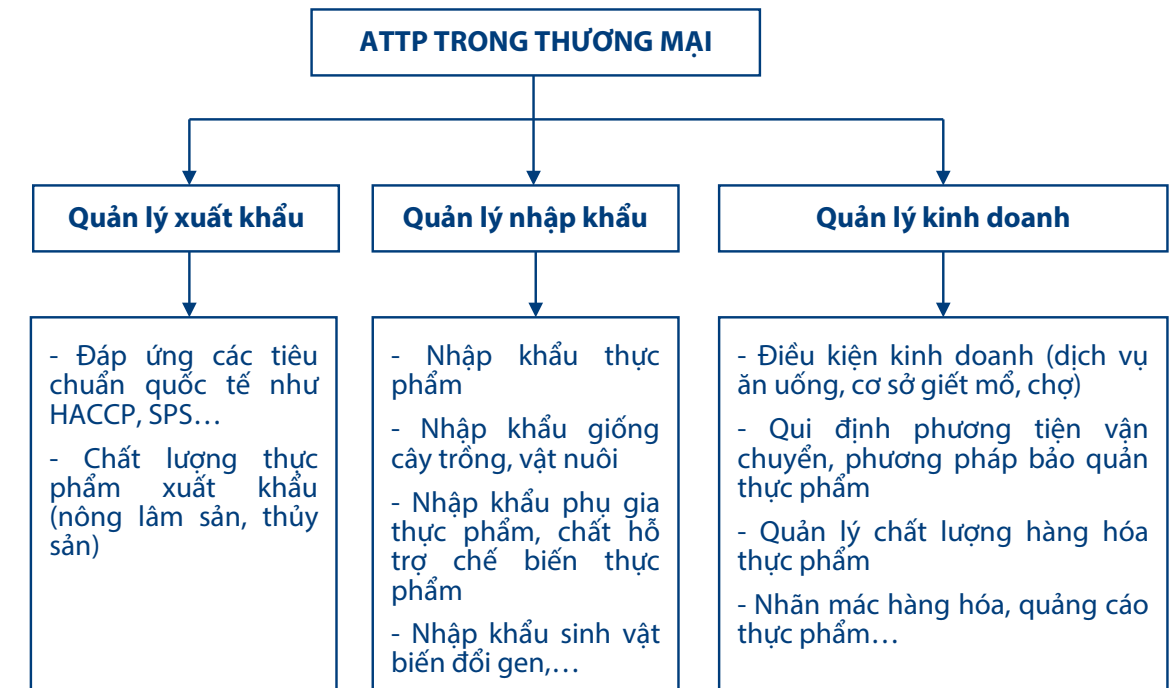 ATTP TRONG THƯƠNG MẠI
Quản lý xuất khẩu
Quản lý nhập khẩu
Quản lý kinh doanh
- Đáp ứng các tiêu
chuẩn quốc tế như
HACCP, SPS…
- Chất lượng thực
phẩm xuất khẩu
(nông lâm sản, thủy
sản)
- Nhập khẩu thực
phẩm
- Nhập khẩu giống
cây trồng, vật nuôi
- Nhập khẩu phụ gia
thực phẩm, chất hỗ
trợ chế biến thực
phẩm
- Nhập khẩu sinh vật
biến đổi gen,…
- Điều kiện kinh doanh (dịch vụ
ăn uống, cơ sở giết mổ, chợ)
- Qui định phương tiện vận
chuyển, phương pháp bảo quản
thực phẩm
- Quản lý chất lượng hàng hóa
thực phẩm
- Nhãn mác hàng hóa, quảng cáo
thực phẩm…